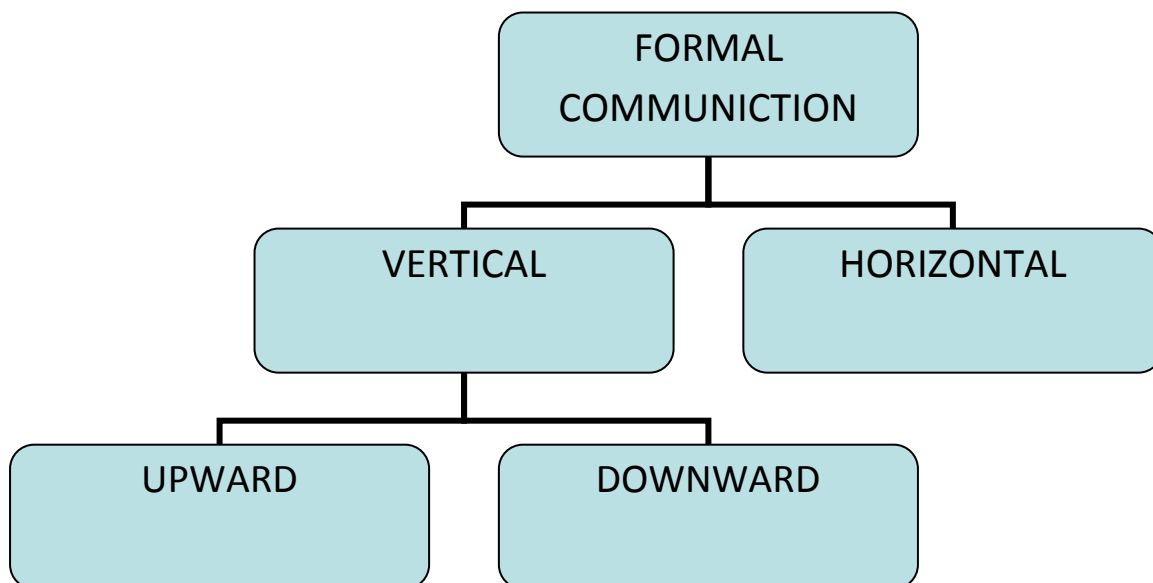 FORMAL
COMMUNICTION
VERTICAL
HORIZONTAL
UPWARD
DOWNWARD